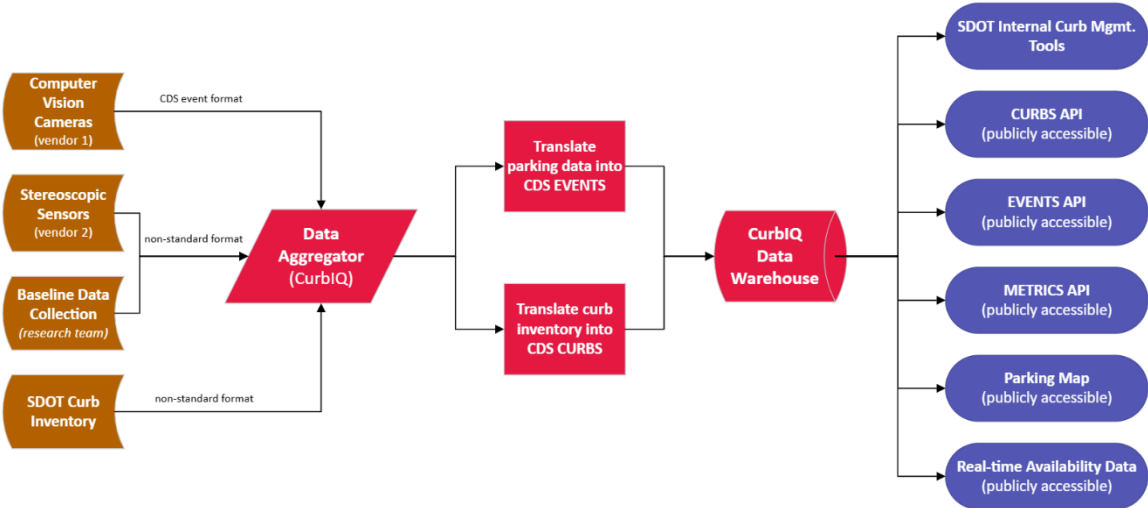 Computer
Vision
Cameras
(vendor 1)
CDS event format
Stereoscopic
Sensors
(vendor 2)
non-standard format
Baseline Data
Collection
(research team)
SDOT Curb
Inventory
non-standard format
Data
Aggregator
(CurbIQ)
Translate
parking data into
CDS EVENTS
Translate curb
inventory into
CDS CURBS
CurbIQ
Data
Warehouse
SDOT Internal Curb Mgmt.
Tools
CURBS API
(publicly accessible)
EVENTS API
(publicly accessible)
METRICS API
(publicly accessible)
Parking Map
(publicly accessible)
Real-time Availability Data
(publicly accessible)